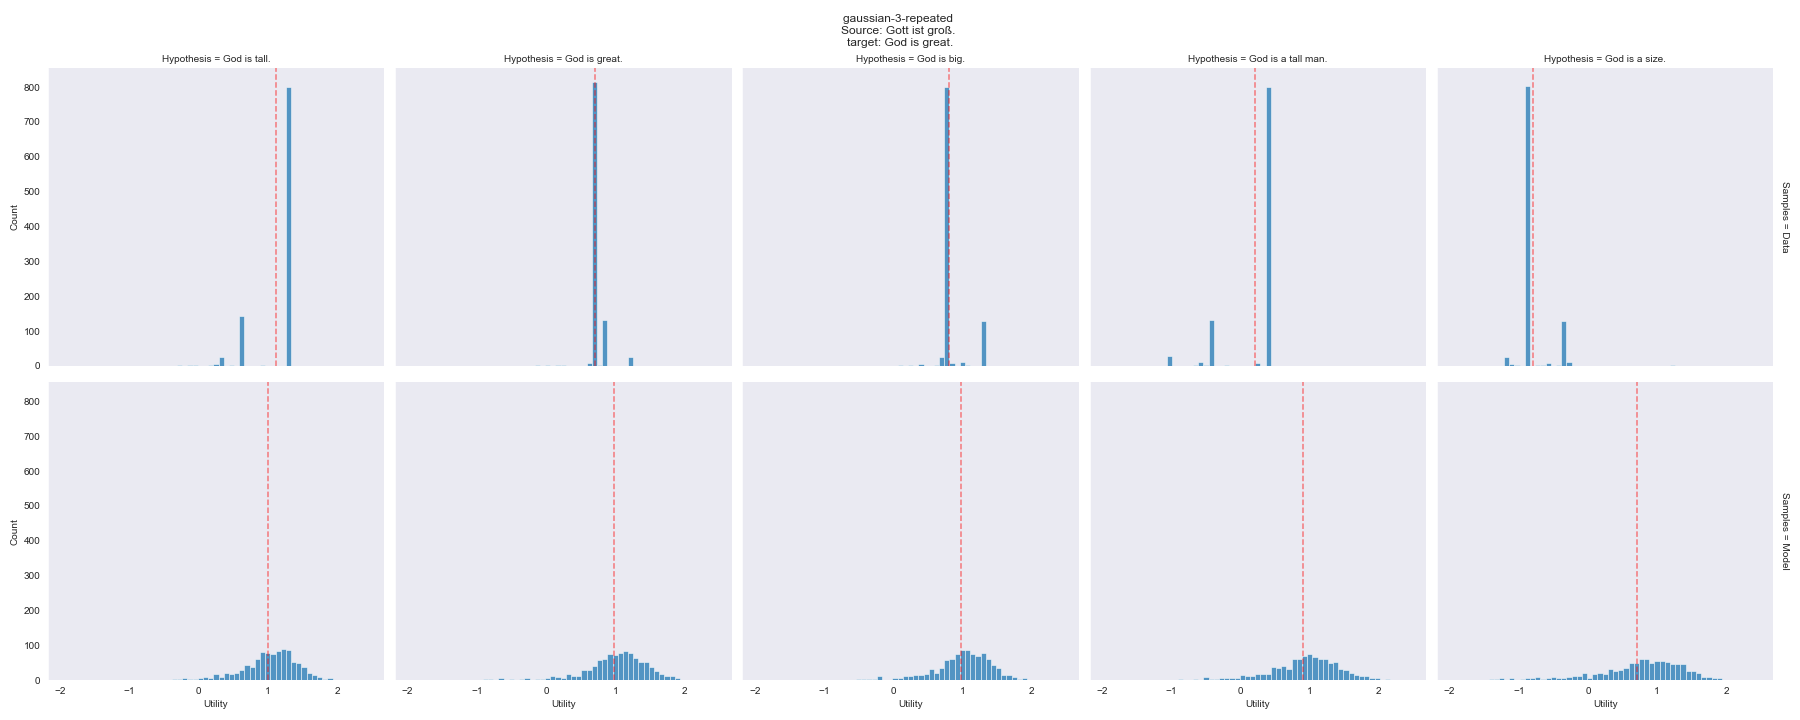 gaussian-3-repeated
Source: Gott ist groß.
target: God is great.
Hypothesis = God is tall.
Hypothesis = God is great.
Hypothesis = God is big.
Hypothesis = God is a tall man.
Hypothesis = God is a size.
800
700
600
500
400
300
200
100
0
Count
Samples = Data
800
700
600
500
400
300
200
100
0
Count
Samples = Model
−2 −1 0 1 2
−2 −1 0 1 2
−2 −1 0 1 2
−2 −1 0 1 2
−2 −1 0 1 2
Utility
Utility
Utility
Utility
Utility